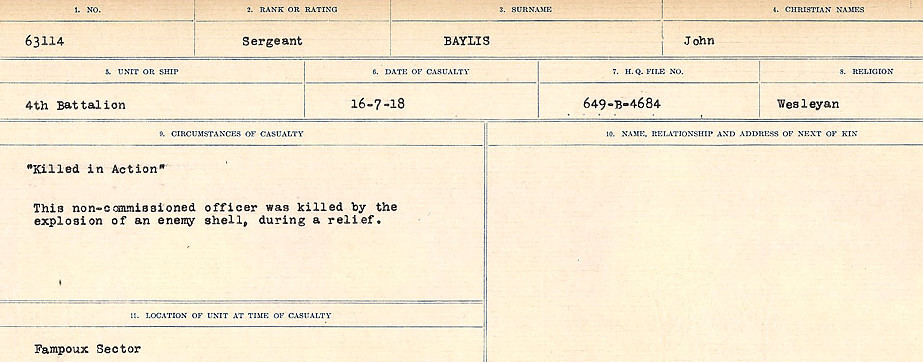 1. NO. 2. RANK OR RATING 3. SURNAME 4. CHRISTIAN NAMES
63114 Sergeant BAYLIS John
5. UNIT OR SHIP 6. DATE OF CASUALTY 7. H. Q. FILE NO. 8. RELIGION
4th Battalion 16-7-18 649-B-4684 Wesleyan
9. CIRCUMSTANCES OF CASUALTY 10. NAME, RELATIONSHIP AND ADDRESS OF NEXT OF KIN
"Killed in Action"
This non-commissioned officer was killed by the
explosion of an enemy shell, during a relief.
11. LOCATION OF UNIT AT TIME OF CASUALTY
Fampoux Sector